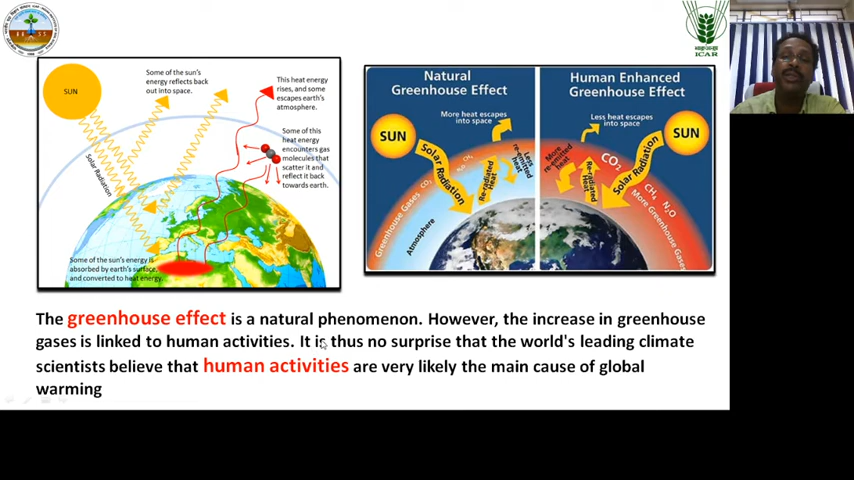 ICAR
SUN
Some of the sun's
energy reflects back
out into space.
This heat energy
rises, and some
escapes earth's
atmosphere.
Some of this
heat energy
encounters gas
molecules that
scatter it and
reflect it back
towards earth.
Solar Radiation
Some of the sun's energy is
absorbed by earth's surface,
and converted to heat energy.
Natural
Greenhouse Effect
More heat escapes
into space
SUN
Solar Radiation
Re-radiated
Heat
Less
re-emitted
heat
Greenhouse Gases
CO₂
CH₄
Atmosphere
Human Enhanced
Greenhouse Effect
Less heat escapes
into space
SUN
Solar Radiation
More
re-emitted
heat
Re-radiated
Heat
CO₂
CH₄ N₂O
More Greenhouse Gases
The greenhouse effect is a natural phenomenon. However, the increase in greenhouse
gases is linked to human activities. It is thus no surprise that the world's leading climate
scientists believe that human activities are very likely the main cause of global
warming